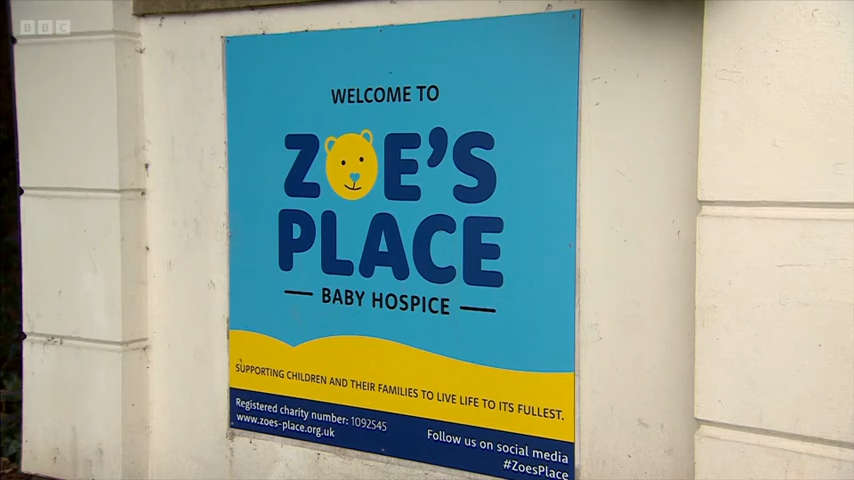 BBC
WELCOME TO
ZOE'S
PLACE
BABY HOSPICE
SUPPORTING CHILDREN AND THEIR FAMILIES TO LIVE LIFE TO ITS FULLEST.
Registered charity number: 1092545
www.zoes-place.org.uk
Follow us on social media
#ZoesPlace